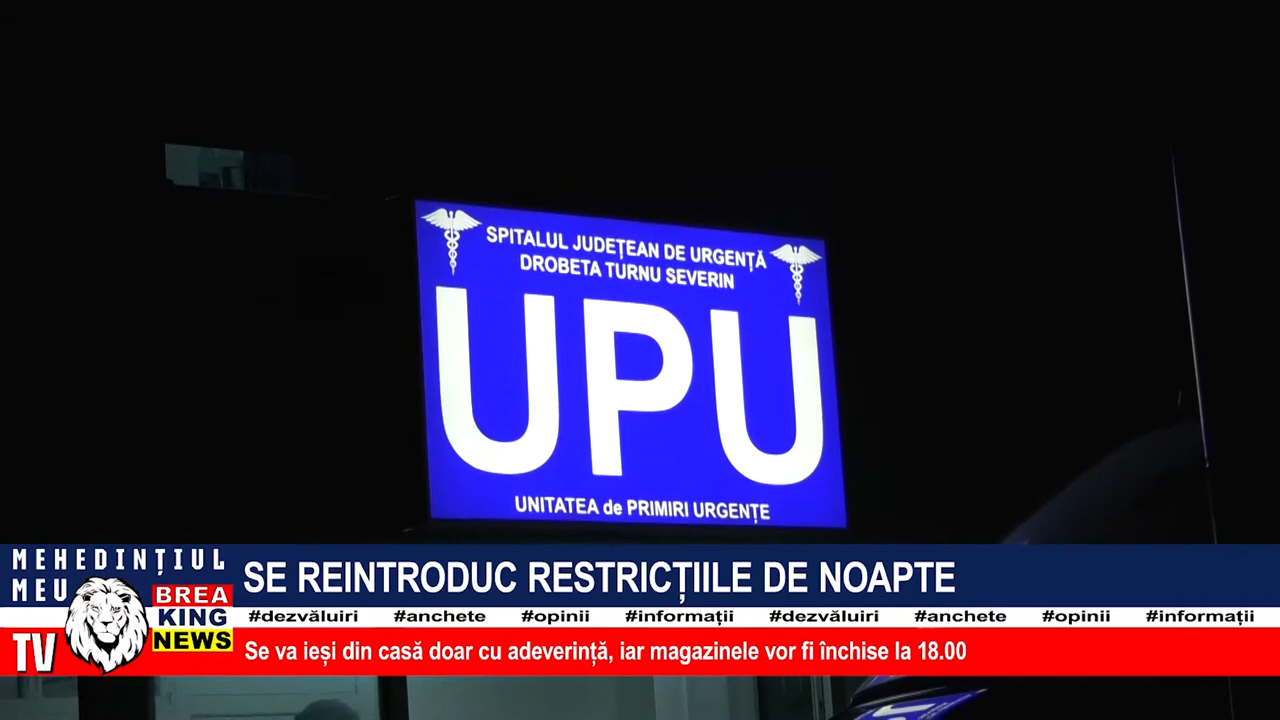 SPITALUL JUDEȚEAN DE URGENȚĂ
DROBETA TURNU SEVERIN
UPU
UNITATEA de PRIMIRI URGENȚE
MEHEDINȚIUL
MEU
TV
BREA
KING
NEWS
SE REINTRODUC RESTRICȚIILE DE NOAPTE
#dezvăluiri #anchete #opinii #informații #dezvăluiri #anchete #opinii #informații
Se va ieși din casă doar cu adeverință, iar magazinele vor fi închise la 18.00